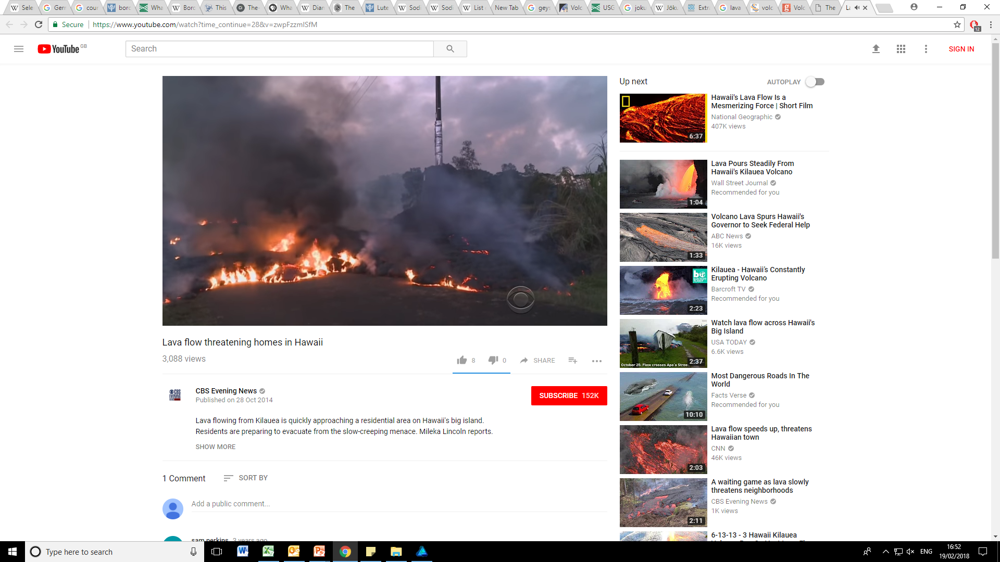 Sele
Gerr
cour
borc
Wha
Borc
This
The-
Wha
Dian
The
Lute
Sodi
Sodi
List
New Tab
geys
Volc
USG
joku
Jöku
Extr
lava
volc
Volc
The
La
Secure
https://www.youtube.com/watch?time_continue=28&v=zwpFzzmISfM
12
YouTube GB
Search
SIGN IN
Up next
AUTOPLAY
Hawaii's Lava Flow Is a
Mesmerizing Force | Short Film
National Geographic
407K views
6:37
Lava Pours Steadily From
Hawaii's Kilauea Volcano
Wall Street Journal
Recommended for you
1:04
Volcano Lava Spurs Hawaii's
Governor to Seek Federal Help
ABC News
16K views
1:33
Kilauea - Hawaii's Constantly
Erupting Volcano
Barcroft TV
Recommended for you
2:23
Watch lava flow across Hawaii's
Big Island
USA TODAY
6.6K views
2:37
October 25: Flow crosses Apa'a Stree..
Most Dangerous Roads In The
World
Facts Verse
Recommended for you
10:10
Lava flow speeds up, threatens
Hawaiian town
CNN
46K views
2:03
A waiting game as lava slowly
threatens neighborhoods
CBS Evening News
1K views
2:11
6-13-13 - 3 Hawaii Kilauea
Lava flow threatening homes in Hawaii
3,088 views
8
0
SHARE
CBS EVENING NEWS
CBS Evening News
Published on 28 Oct 2014
SUBSCRIBE 152K
Lava flowing from Kilauea is quickly approaching a residential area on Hawaii's big island.
Residents are preparing to evacuate from the slow-creeping menace. Mileka Lincoln reports.
SHOW MORE
1 Comment
SORT BY
Add a public comment...
sam perkins 3 years ago
Type here to search
ENG
16:52
19/02/2018